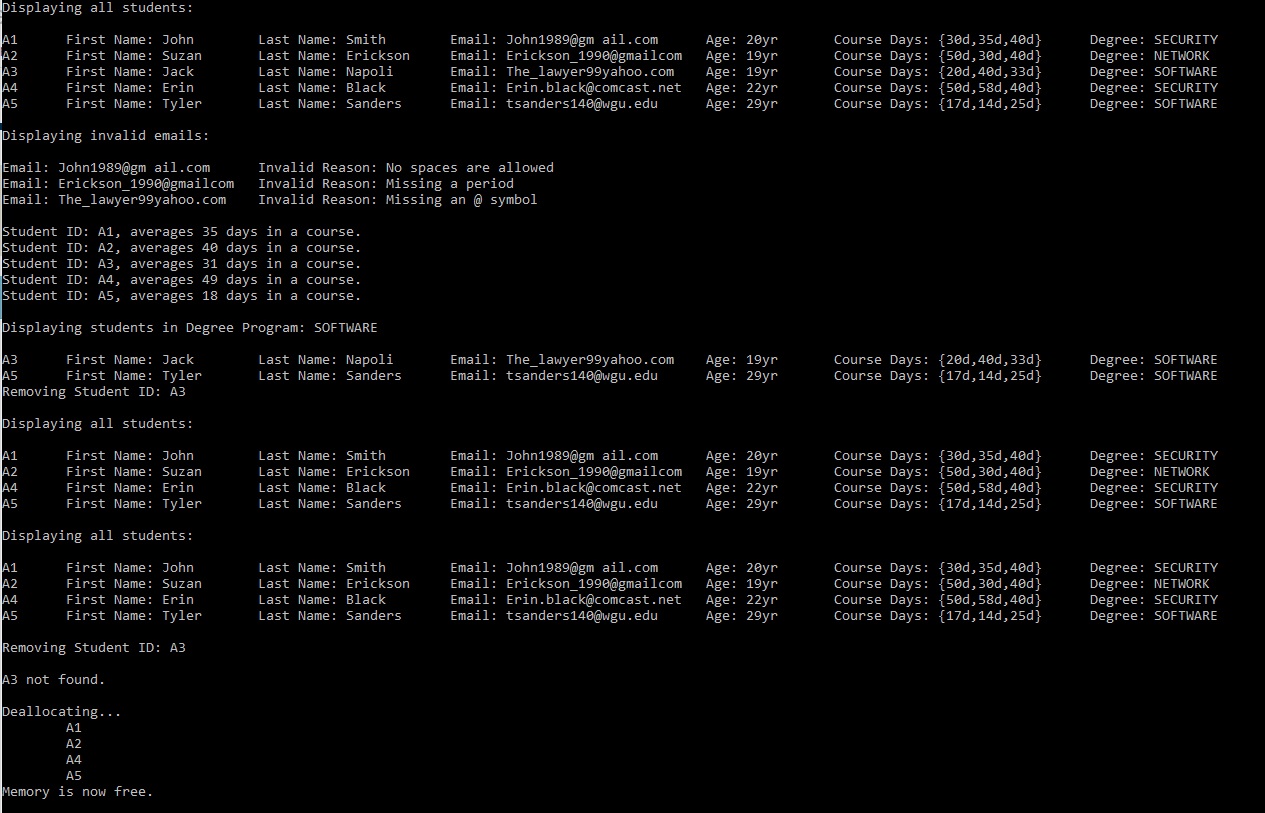 Displaying all students:
A1 First Name: John Last Name: Smith Email: John1989@gm ail.com Age: 20yr Course Days: {30d,35d,40d} Degree: SECURITY
A2 First Name: Suzan Last Name: Erickson Email: Erickson_1990@gmailcom Age: 19yr Course Days: {50d,30d,40d} Degree: NETWORK
A3 First Name: Jack Last Name: Napoli Email: The_lawyer99yahoo.com Age: 19yr Course Days: {20d,40d,33d} Degree: SOFTWARE
A4 First Name: Erin Last Name: Black Email: Erin.black@comcast.net Age: 22yr Course Days: {50d,58d,40d} Degree: SECURITY
A5 First Name: Tyler Last Name: Sanders Email: tsanders140@wgu.edu Age: 29yr Course Days: {17d,14d,25d} Degree: SOFTWARE
Displaying invalid emails:
Email: John1989@gm ail.com Invalid Reason: No spaces are allowed
Email: Erickson_1990@gmailcom Invalid Reason: Missing a period
Email: The_lawyer99yahoo.com Invalid Reason: Missing an @ symbol
Student ID: A1, averages 35 days in a course.
Student ID: A2, averages 40 days in a course.
Student ID: A3, averages 31 days in a course.
Student ID: A4, averages 49 days in a course.
Student ID: A5, averages 18 days in a course.
Displaying students in Degree Program: SOFTWARE
A3 First Name: Jack Last Name: Napoli Email: The_lawyer99yahoo.com Age: 19yr Course Days: {20d,40d,33d} Degree: SOFTWARE
A5 First Name: Tyler Last Name: Sanders Email: tsanders140@wgu.edu Age: 29yr Course Days: {17d,14d,25d} Degree: SOFTWARE
Removing Student ID: A3
Displaying all students:
A1 First Name: John Last Name: Smith Email: John1989@gm ail.com Age: 20yr Course Days: {30d,35d,40d} Degree: SECURITY
A2 First Name: Suzan Last Name: Erickson Email: Erickson_1990@gmailcom Age: 19yr Course Days: {50d,30d,40d} Degree: NETWORK
A4 First Name: Erin Last Name: Black Email: Erin.black@comcast.net Age: 22yr Course Days: {50d,58d,40d} Degree: SECURITY
A5 First Name: Tyler Last Name: Sanders Email: tsanders140@wgu.edu Age: 29yr Course Days: {17d,14d,25d} Degree: SOFTWARE
Displaying all students:
A1 First Name: John Last Name: Smith Email: John1989@gm ail.com Age: 20yr Course Days: {30d,35d,40d} Degree: SECURITY
A2 First Name: Suzan Last Name: Erickson Email: Erickson_1990@gmailcom Age: 19yr Course Days: {50d,30d,40d} Degree: NETWORK
A4 First Name: Erin Last Name: Black Email: Erin.black@comcast.net Age: 22yr Course Days: {50d,58d,40d} Degree: SECURITY
A5 First Name: Tyler Last Name: Sanders Email: tsanders140@wgu.edu Age: 29yr Course Days: {17d,14d,25d} Degree: SOFTWARE
Removing Student ID: A3
A3 not found.
Deallocating...
A1
A2
A4
A5
Memory is now free.